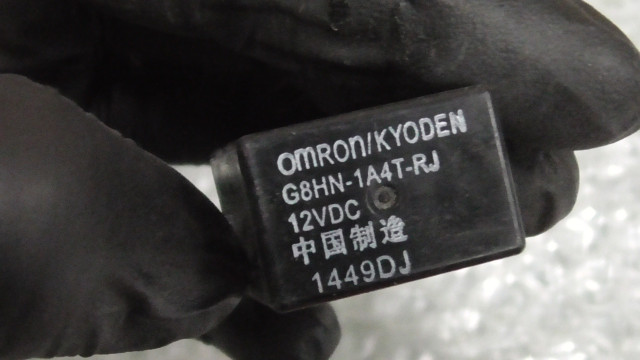 OMRON/KYODEN
G8HN-1A4T-RJ
12VDC
中国制造
1449DJ